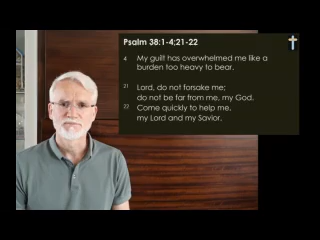 Psalm 38:1-4;21-22
4 My guilt has overwhelmed me like a
burden too heavy to bear.
21 Lord, do not forsake me;
do not be far from me, my God.
22 Come quickly to help me,
my Lord and my Savior.